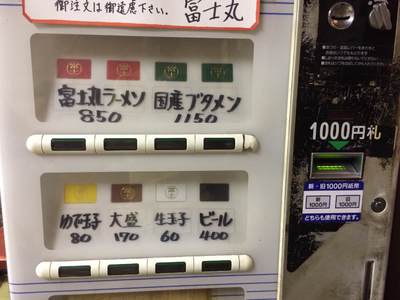 御注文は御遠慮下さい。
富士丸
富士丸ラーメン
850
国産ブタメン
1150
1000円札
ゆで玉子
80
大盛
170
生玉子
60
ビール
400
新・旧1000円紙幣
新
1000円
旧
1000円
どちらも使用できます。